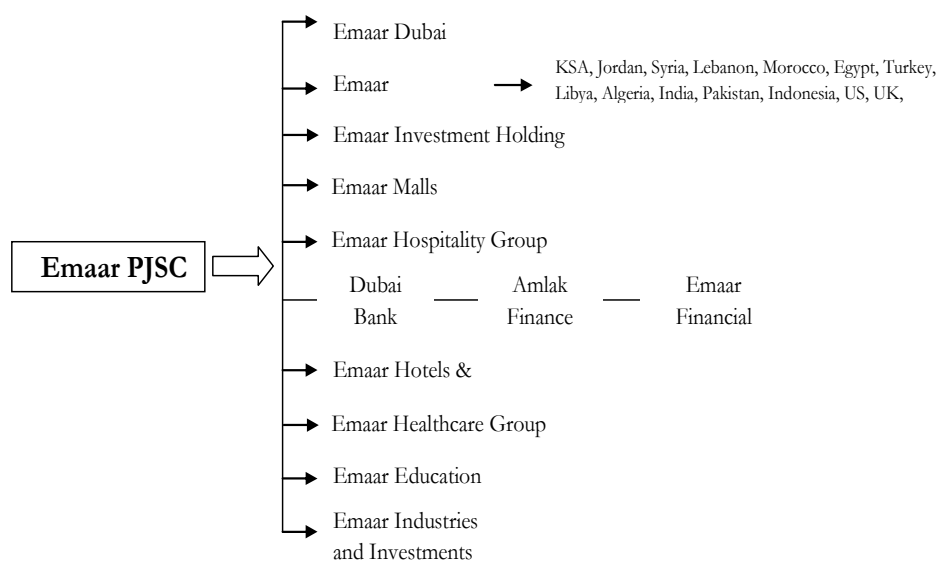 Emaar Dubai
Emaar
KSA, Jordan, Syria, Lebanon, Morocco, Egypt, Turkey,
Libya, Algeria, India, Pakistan, Indonesia, US, UK,
Emaar Investment Holding
Emaar Malls
Emaar Hospitality Group
Emaar PJSC
Dubai
Bank
Amlak
Finance
Emaar
Financial
Emaar Hotels &
Emaar Healthcare Group
Emaar Education
Emaar Industries
and Investments